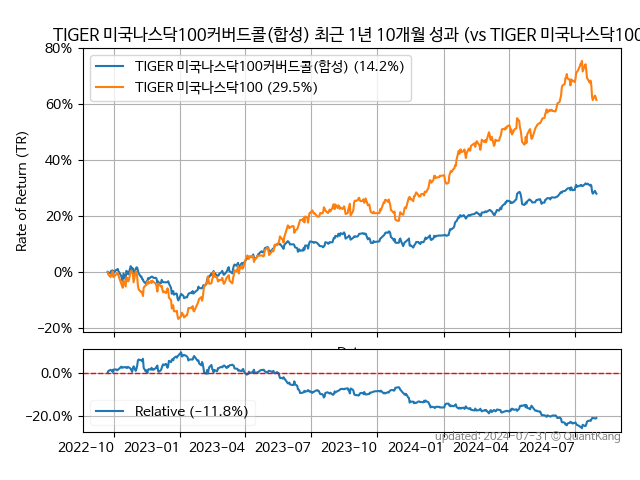 TIGER 미국나스닥100커버드콜(합성) 최근 1년 10개월 성과 (vs TIGER 미국나스닥100
80%
60%
40%
20%
0%
−20%
Rate of Return (TR)
TIGER 미국나스닥100커버드콜(합성) (14.2%)
TIGER 미국나스닥100 (29.5%)
0.0%
−20.0%
Relative (−11.8%)
2022−10 2023−01 2023−04 2023−07 2023−10 2024−01 2024−04 2024−07
updated: 2024−07−31 © QuantKang